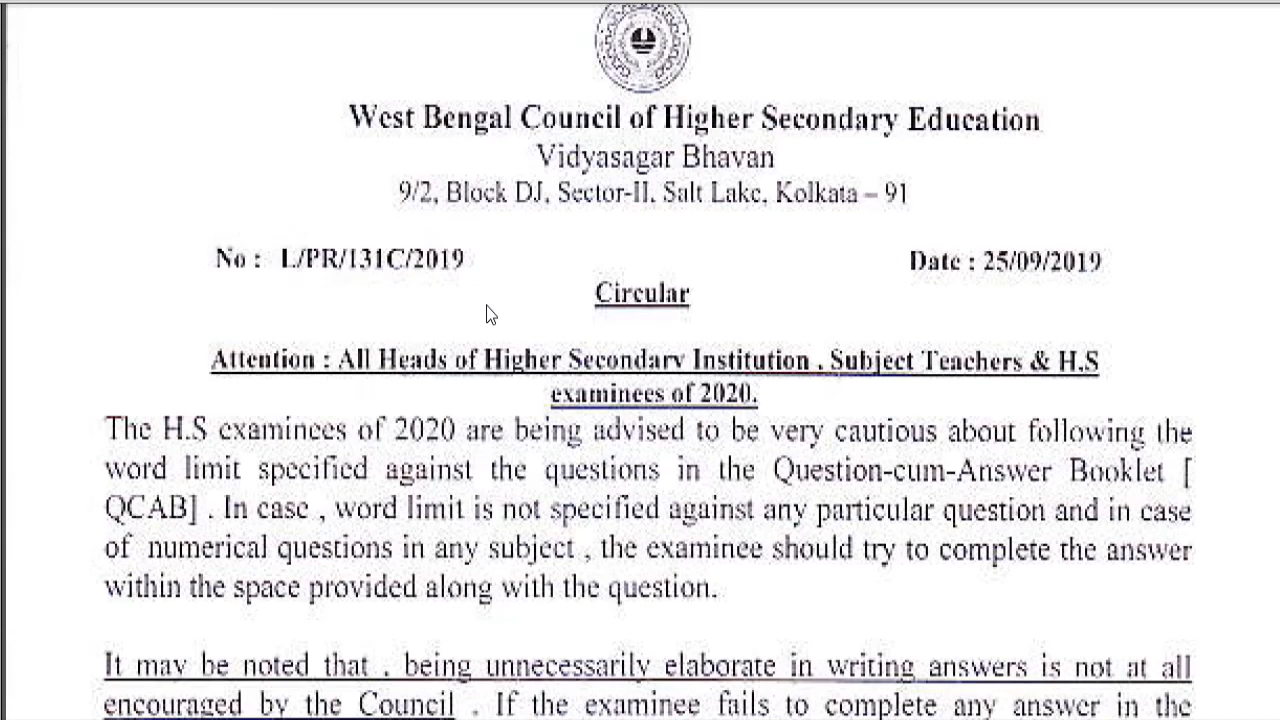 West Bengal Council of Higher Secondary Education
Vidyasagar Bhavan
9/2, Block DJ, Sector-II, Salt Lake, Kolkata – 91
No : L/PR/131C/2019 Date : 25/09/2019
Circular
Attention : All Heads of Higher Secondary Institution , Subject Teachers & H.S
examinees of 2020.
The H.S examinees of 2020 are being advised to be very cautious about following the
word limit specified against the questions in the Question-cum-Answer Booklet [
QCAB] . In case , word limit is not specified against any particular question and in case
of numerical questions in any subject , the examinee should try to complete the answer
within the space provided along with the question.
It may be noted that , being unnecessarily elaborate in writing answers is not at all
encouraged by the Council . If the examinee fails to complete any answer in the